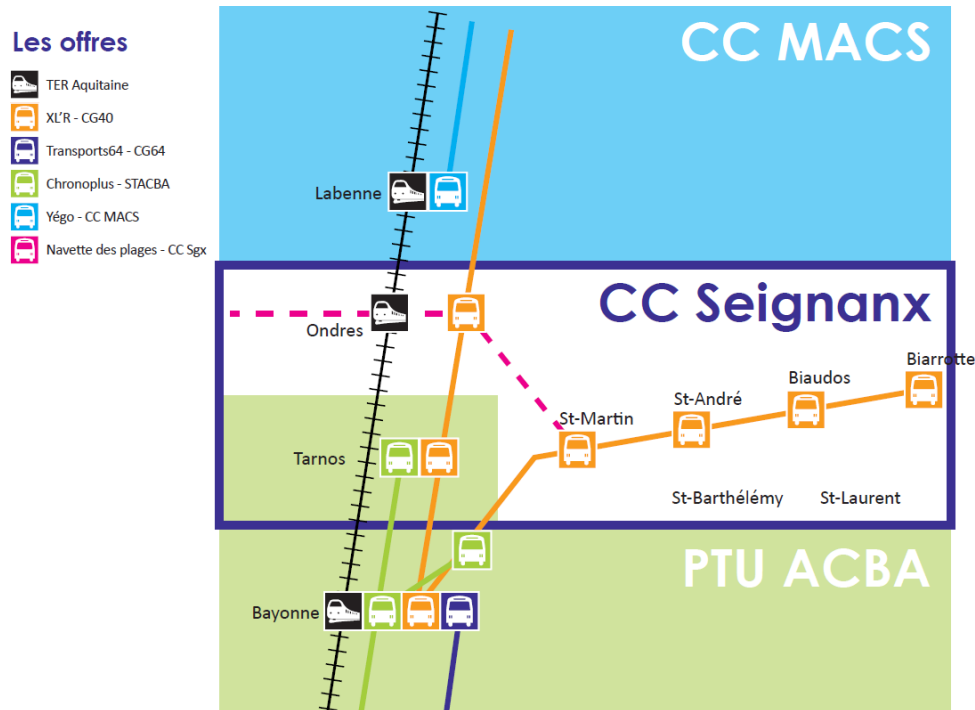 Les offres
TER Aquitaine
XL'R - CG40
Transports64 - CG64
Chronoplus - STACBA
Yégo - CC MACS
Navette des plages - CC Sgx
CC MACS
Labenne
CC Seignanx
Ondres
Biarrotte
Biaudos
St-André
St-Martin
Tarnos
St-Barthélémy
St-Laurent
PTU ACBA
Bayonne